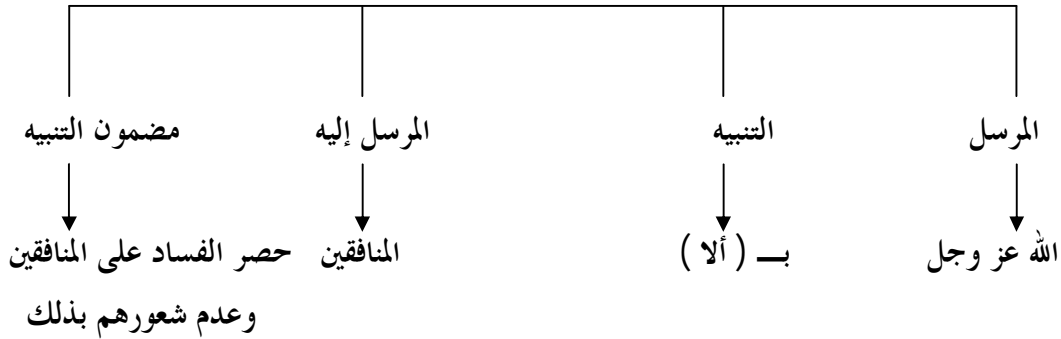 المرسل التنبيه المرسل إليه مضمون التنبيه
الله عز وجل بـــ ( ألا ) المنافقين حصر الفساد على المنافقين
وعدم شعورهم بذلك